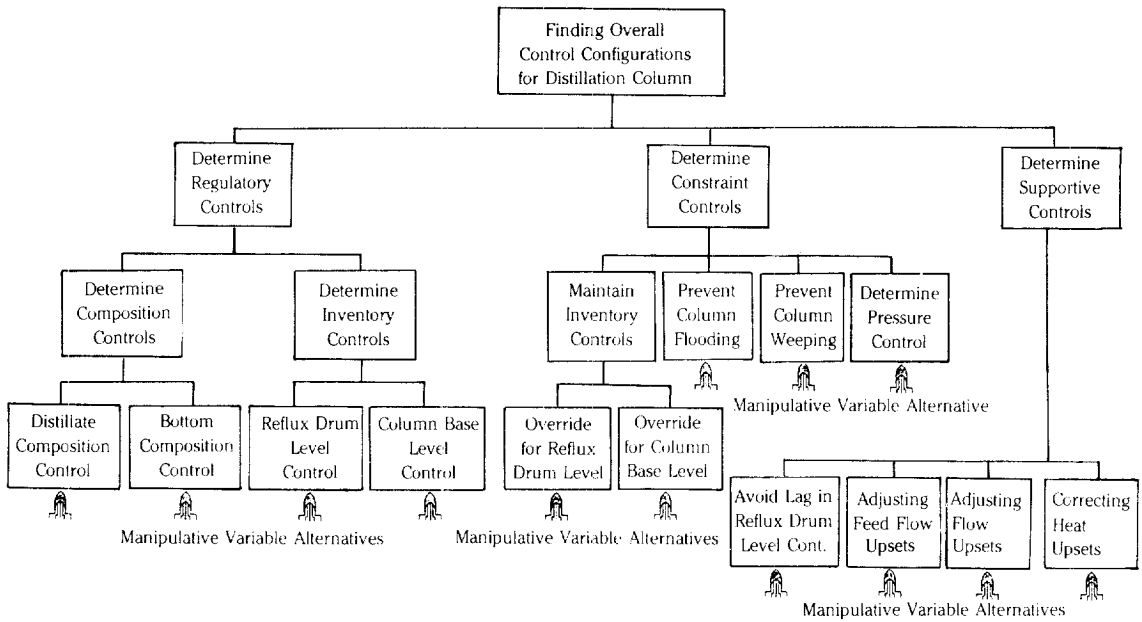 Finding Overall
Control Configurations
for Distillation Column
Determine
Regulatory
Controls
Determine
Constraint
Controls
Determine
Supportive
Controls
Determine
Composition
Controls
Determine
Inventory
Controls
Maintain
Inventory
Controls
Prevent
Column
Flooding
Prevent
Column
Weeping
Determine
Pressure
Control
Manipulative Variable Alternative
Distillate
Composition
Control
Bottom
Composition
Control
Reflux Drum
Level
Control
Column Base
Level
Control
Override
for Reflux
Drum Level
Override
for Column
Base Level
Manipulative Variable Alternatives
Manipulative Variable Alternatives
Avoid Lag in
Reflux Drum
Level Cont.
Adjusting
Feed Flow
Upsets
Adjusting
Flow
Upsets
Correcting
Heat
Upsets
Manipulative Variable Alternatives